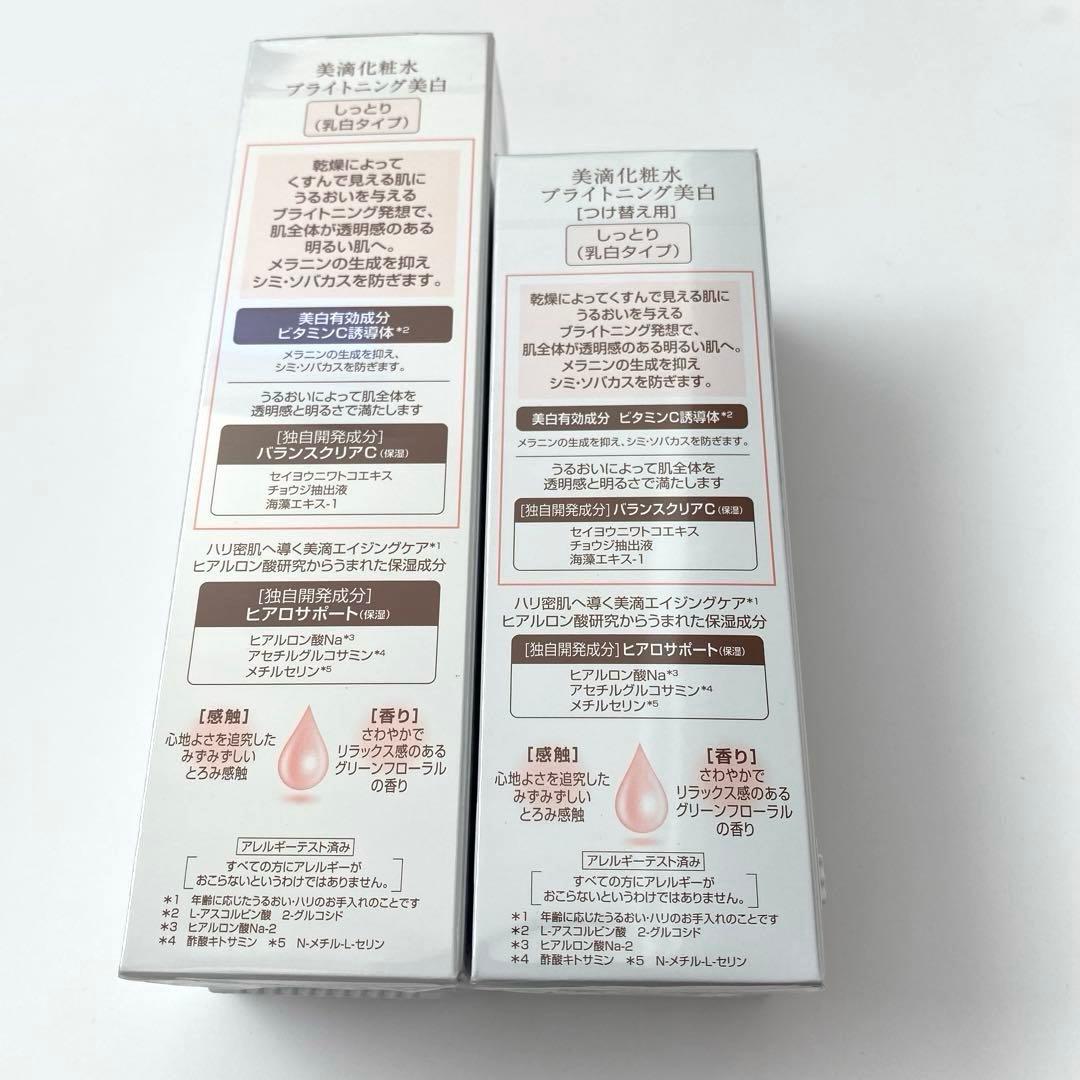 美滴化粧水
ブライトニング美白
しっとり
(乳白タイプ)
乾燥によって
くすんで見える肌に
うるおいを与える
ブライトニング発想で、
肌全体が透明感のある
明るい肌へ。
メラニンの生成を抑え
シミ・ソバカスを防ぎます。
美白有効成分
ビタミンC誘導体*2
メラニンの生成を抑え、
シミ・ソバカスを防ぎます。
うるおいによって肌全体を
透明感と明るさで満たします
[独自開発成分]
バランスクリアC(保湿)
セイヨウニワトコエキス
チョウジ抽出液
海藻エキス-1
ハリ密肌へ導く美滴エイジングケア*1
ヒアルロン酸研究からうまれた保湿成分
[独自開発成分]
ヒアロサポート(保湿)
ヒアルロン酸Na*3
アセチルグルコサミン*4
メチルセリン*5
[感触]
心地よさを追究した
みずみずしい
とろみ感触
[香り]
さわやかで
リラックス感のある
グリーンフローラル
の香り
アレルギーテスト済み
すべての方にアレルギーが
おこらないというわけではありません。
*1 年齢に応じたうるおい・ハリのお手入れのことです
*2 L-アスコルビン酸 2-グルコシド
*3 ヒアルロン酸Na-2
*4 酢酸キトサミン *5 N-メチル-L-セリン
美滴化粧水
ブライトニング美白
[つけ替え用]
しっとり
(乳白タイプ)
乾燥によってくすんで見える肌に
うるおいを与える
ブライトニング発想で、
肌全体が透明感のある明るい肌へ。
メラニンの生成を抑え
シミ・ソバカスを防ぎます。
美白有効成分 ビタミンC誘導体*2
メラニンの生成を抑え、シミ・ソバカスを防ぎます。
うるおいによって肌全体を
透明感と明るさで満たします
[独自開発成分] バランスクリアC(保湿)
セイヨウニワトコエキス
チョウジ抽出液
海藻エキス-1
ハリ密肌へ導く美滴エイジングケア*1
ヒアルロン酸研究からうまれた保湿成分
[独自開発成分] ヒアロサポート(保湿)
ヒアルロン酸Na*3
アセチルグルコサミン*4
メチルセリン*5
[感触]
心地よさを追究した
みずみずしい
とろみ感触
[香り]
さわやかで
リラックス感のある
グリーンフローラル
の香り
アレルギーテスト済み
すべての方にアレルギーが
おこらないというわけではありません。
*1 年齢に応じたうるおい・ハリのお手入れのことです
*2 L-アスコルビン酸 2-グルコシド
*3 ヒアルロン酸Na-2
*4 酢酸キトサミン *5 N-メチル-L-セリン